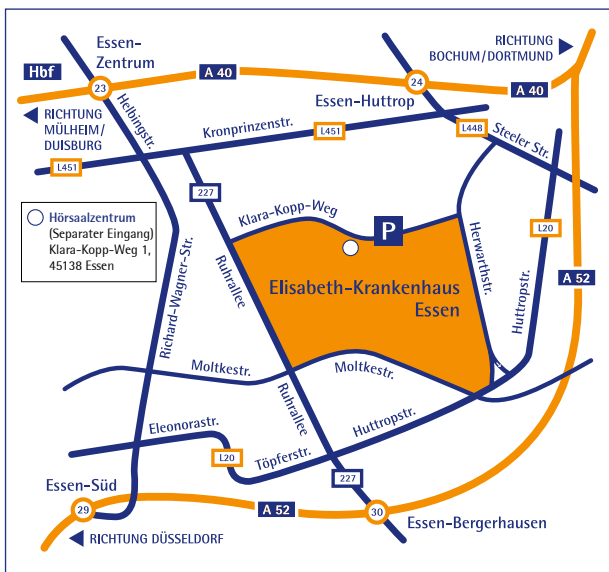 Essen-
Zentrum
Hbf
23
A 40
RICHTUNG
BOCHUM/DORTMUND
24
A 40
RICHTUNG
MÜLHEIM/
DUISBURG
Helbingstr.
Essen-Huttrop
Kronprinzenstr.
L451
L451
L448
Steeler Str.
227
Hörsaalzentrum
(Separater Eingang)
Klara-Kopp-Weg 1,
45138 Essen
Klara-Kopp-Weg
P
L20
Herwarthstr.
Huttropstr.
A 52
Ruhrallee
Richard-Wagner-Str.
Elisabeth-Krankenhaus
Essen
Moltkestr.
Moltkestr.
Ruhrallee
Eleonorastr.
Huttropstr.
L20
Töpferstr.
227
Essen-Süd
29
A 52
30
Essen-Bergerhausen
RICHTUNG DÜSSELDORF